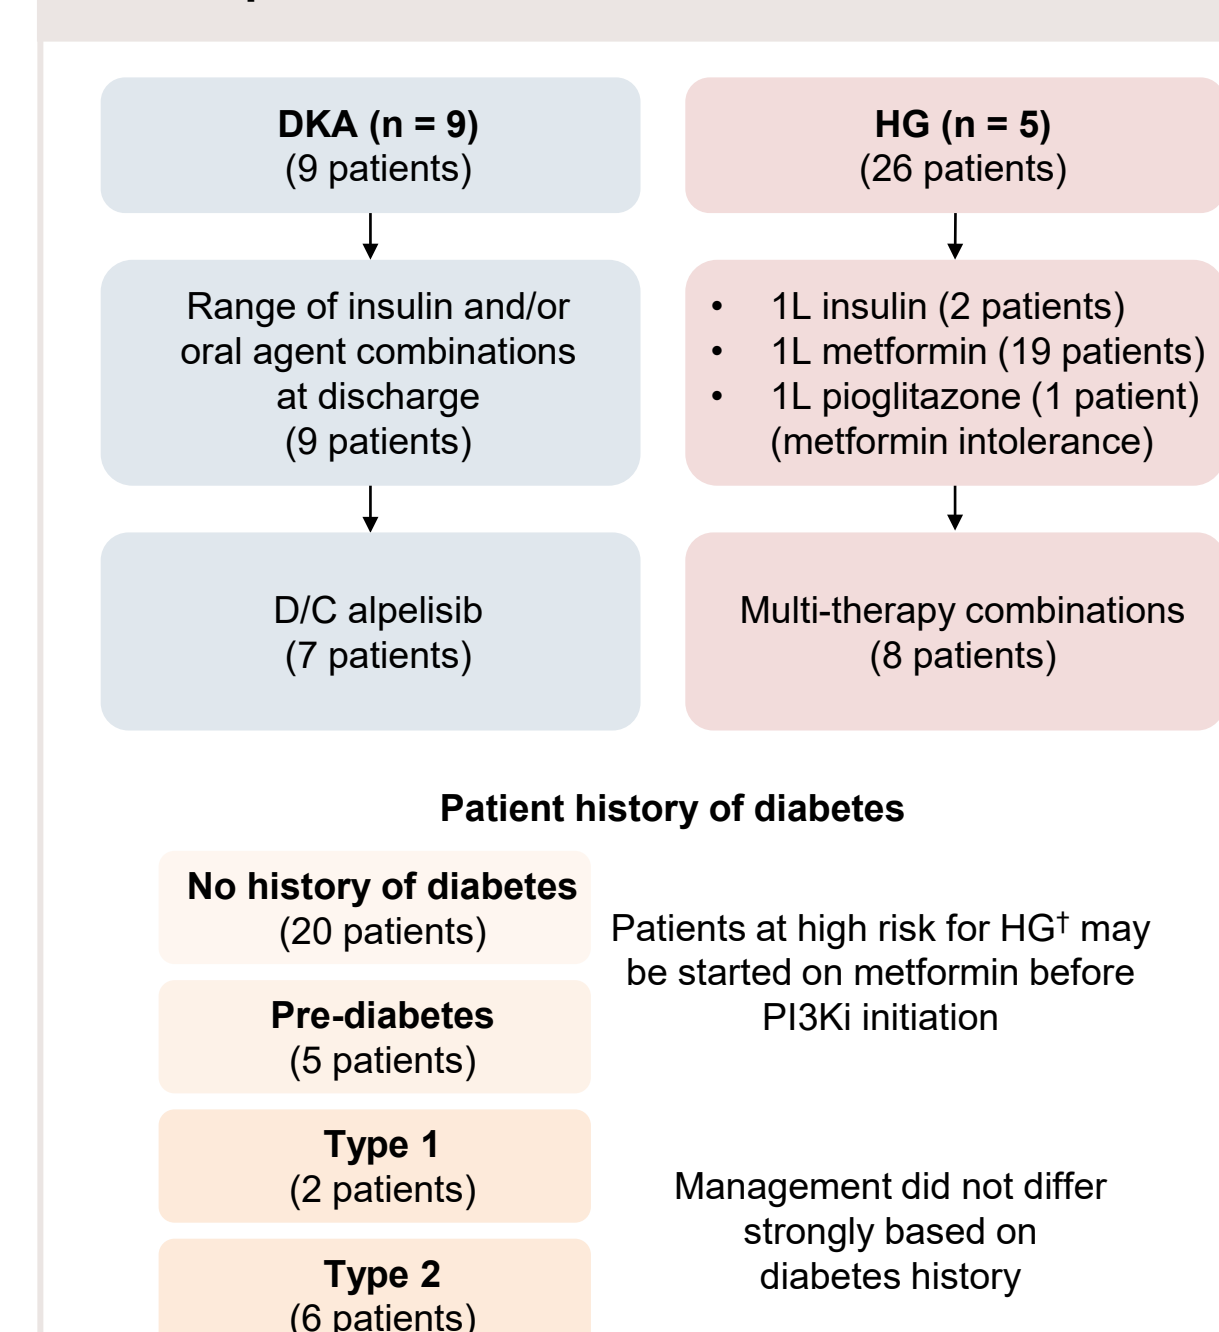 DKA (n = 9)
(9 patients)
HG (n = 5)
(26 patients)
Range of insulin and/or
oral agent combinations
at discharge
(9 patients)
• 1L insulin (2 patients)
• 1L metformin (19 patients)
• 1L pioglitazone (1 patient)
(metformin intolerance)
D/C alpelisib
(7 patients)
Multi-therapy combinations
(8 patients)
Patient history of diabetes
No history of diabetes
(20 patients)
Pre-diabetes
(5 patients)
Patients at high risk for HG† may
be started on metformin before
PI3Ki initiation
Type 1
(2 patients)
Type 2
(6 patients)
Management did not differ
strongly based on
diabetes history